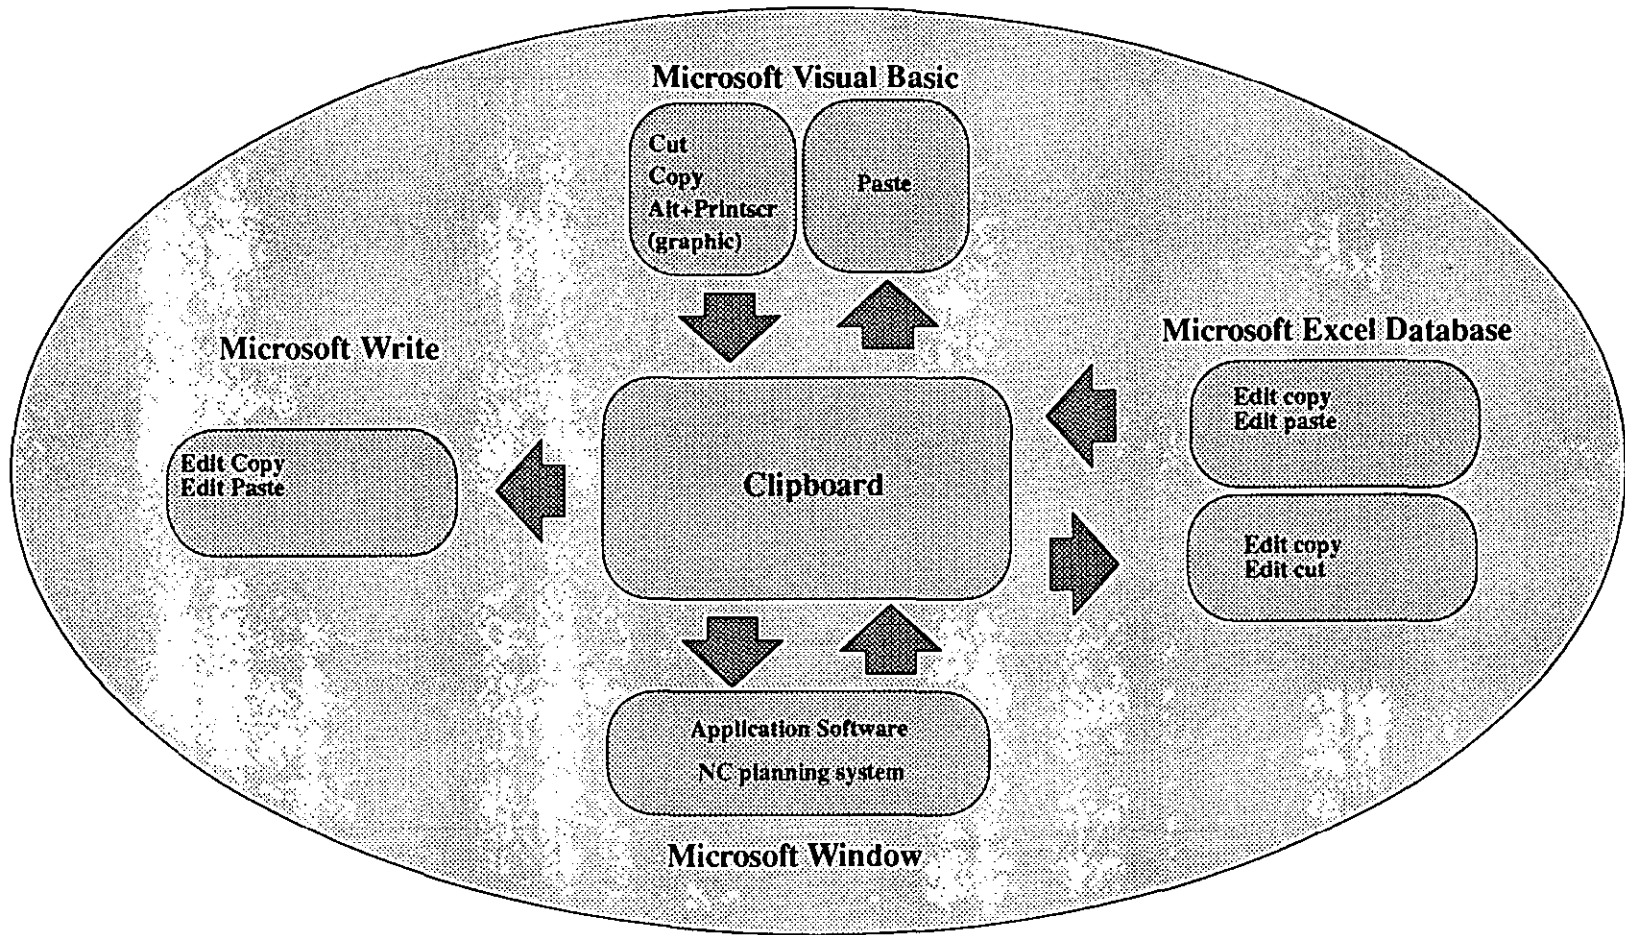 Microsoft Visual Basic
Cut
Copy
Alt+Printscr
(graphic)
Paste
Microsoft Write
Edit Copy
Edit Paste
Clipboard
Microsoft Excel Database
Edit copy
Edit paste
Edit copy
Edit cut
Application Software
NC planning system
Microsoft Window